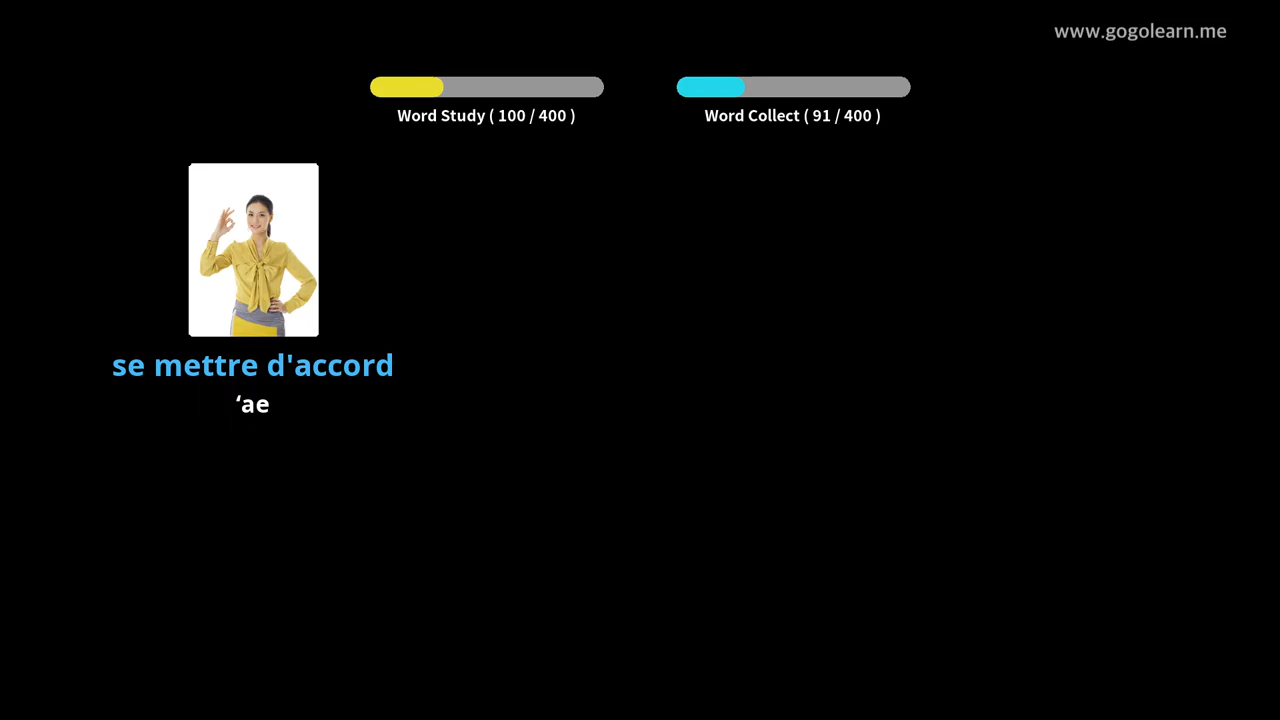 www.gogolearn.me
Word Study ( 100 / 400 )
Word Collect ( 91 / 400 )
se mettre d'accord
‘ae